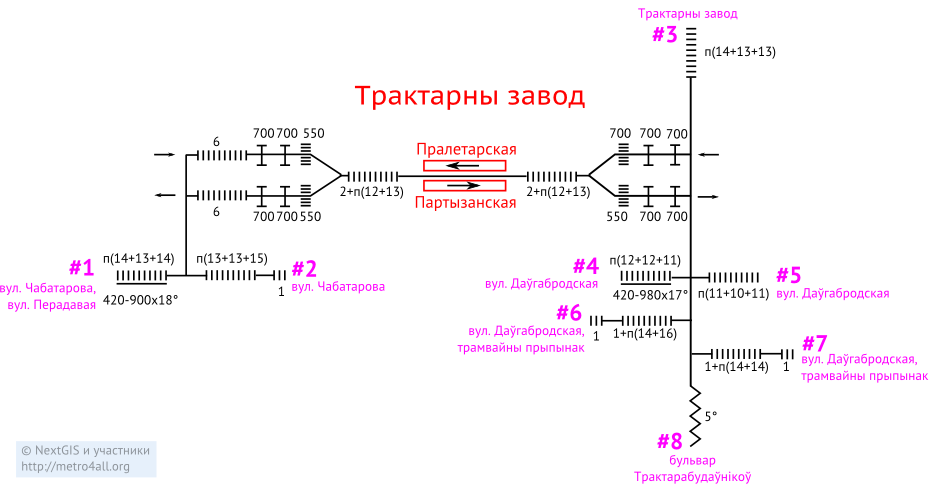 Трактарны завод
#3
п(14+13+13)
Трактарны завод
6
700
700
550
700
700
700
Пралетарская
2+п(12+13)
2+п(12+13)
Партызанская
6
700
700
550
550
700
700
п(14+13+14)
#1
вул. Чабатарова,
вул. Перадавая
420-900x18°
п(13+13+15)
#2
вул. Чабатарова
1
п(12+12+11)
#4
вул. Даўгабродская
420-980x17°
#5
вул. Даўгабродская
п(11+10+11)
#6
вул. Даўгабродская,
трамвайны прыпынак
1
1+п(14+16)
#7
вул. Даўгабродская,
трамвайны прыпынак
1+п(14+14)
1
5°
#8
бульвар
Трактарабудаўнікоў
© NextGIS и участники
http://metro4all.org